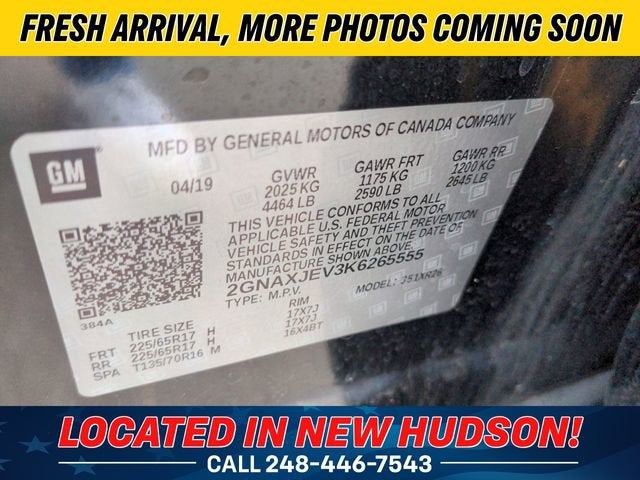 FRESH ARRIVAL, MORE PHOTOS COMING SOON
MFD BY GENERAL MOTORS OF CANADA COMPANY
GM
04/19
GVWR
2025 KG
4464 LB
GAWR FRT
1175 KG
2590 LB
GAWR RR
1200 KG
2645 LB
THIS VEHICLE CONFORMS TO ALL
APPLICABLE U.S. FEDERAL MOTOR
VEHICLE SAFETY AND THEFT PREVENTION
STANDARDS IN EFFECT ON THE DATE OF
MANUFACTURE SHOWN ABOVE.
2GNAXJEV3K6265555
TYPE: M.P.V.
MODEL: 3S1XR26
384A
TIRE SIZE
RIM
FRT 225/65R17 H 17X7J
RR 225/65R17 H 17X7J
SPA T135/70R16 M 16X4BT
LOCATED IN NEW HUDSON!
CALL 248-446-7543